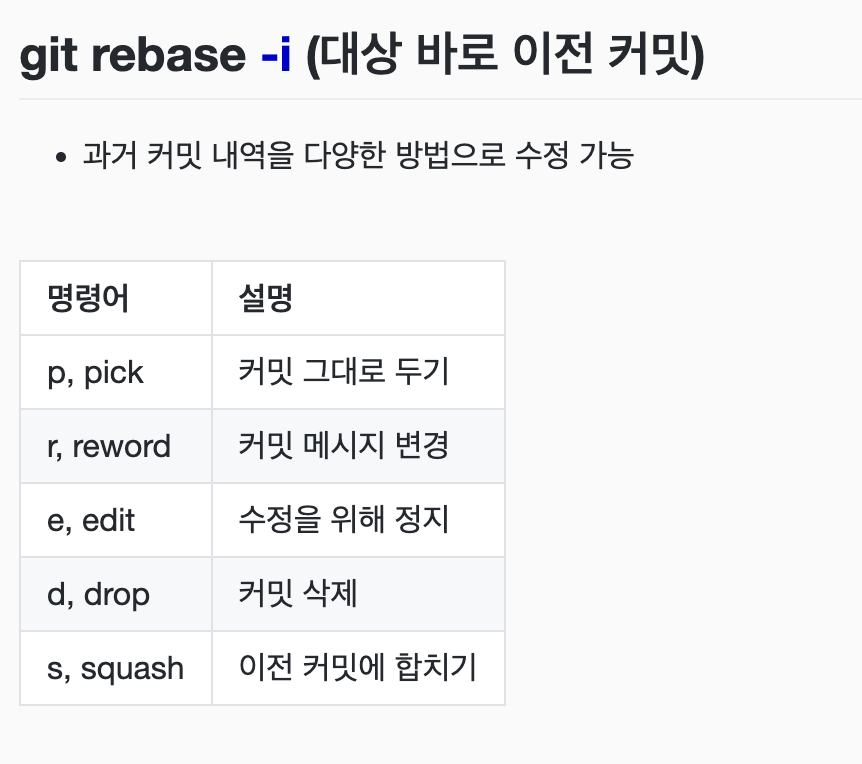 git rebase -i (대상 바로 이전 커밋)
• 과거 커밋 내역을 다양한 방법으로 수정 가능
명령어 설명
p, pick 커밋 그대로 두기
r, reword 커밋 메시지 변경
e, edit 수정을 위해 정지
d, drop 커밋 삭제
s, squash 이전 커밋에 합치기